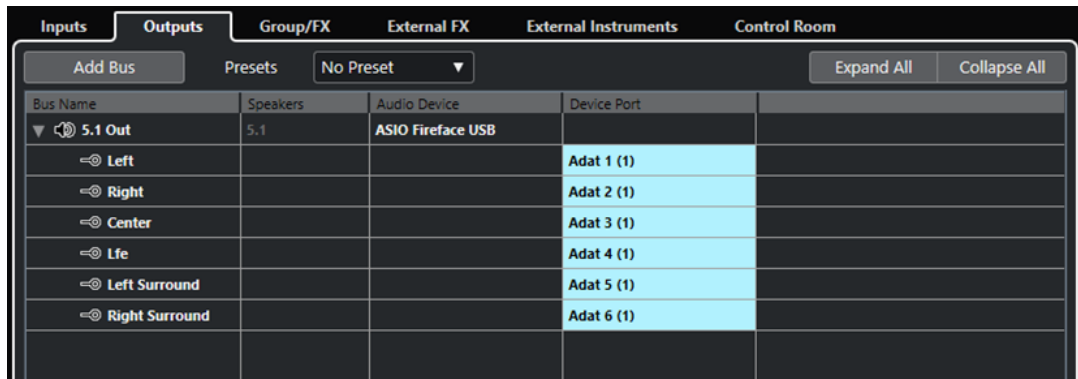 Inputs Outputs Group/FX External FX External Instruments Control Room
Add Bus Presets No Preset Expand All Collapse All
Bus Name Speakers Audio Device Device Port
5.1 Out 5.1 ASIO Fireface USB
Left Adat 1 (1)
Right Adat 2 (1)
Center Adat 3 (1)
Lfe Adat 4 (1)
Left Surround Adat 5 (1)
Right Surround Adat 6 (1)